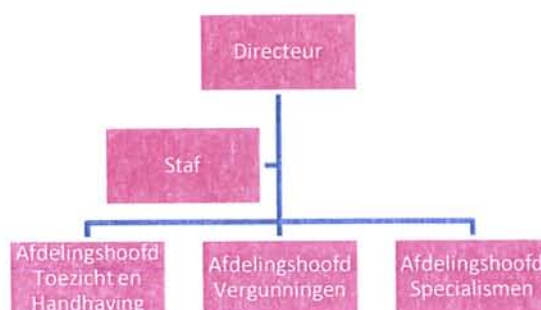 Directeur
Staf
Afdelingshoofd
Toezicht en
Handhaving
Afdelingshoofd
Vergunningen
Afdelingshoofd
Specialismen